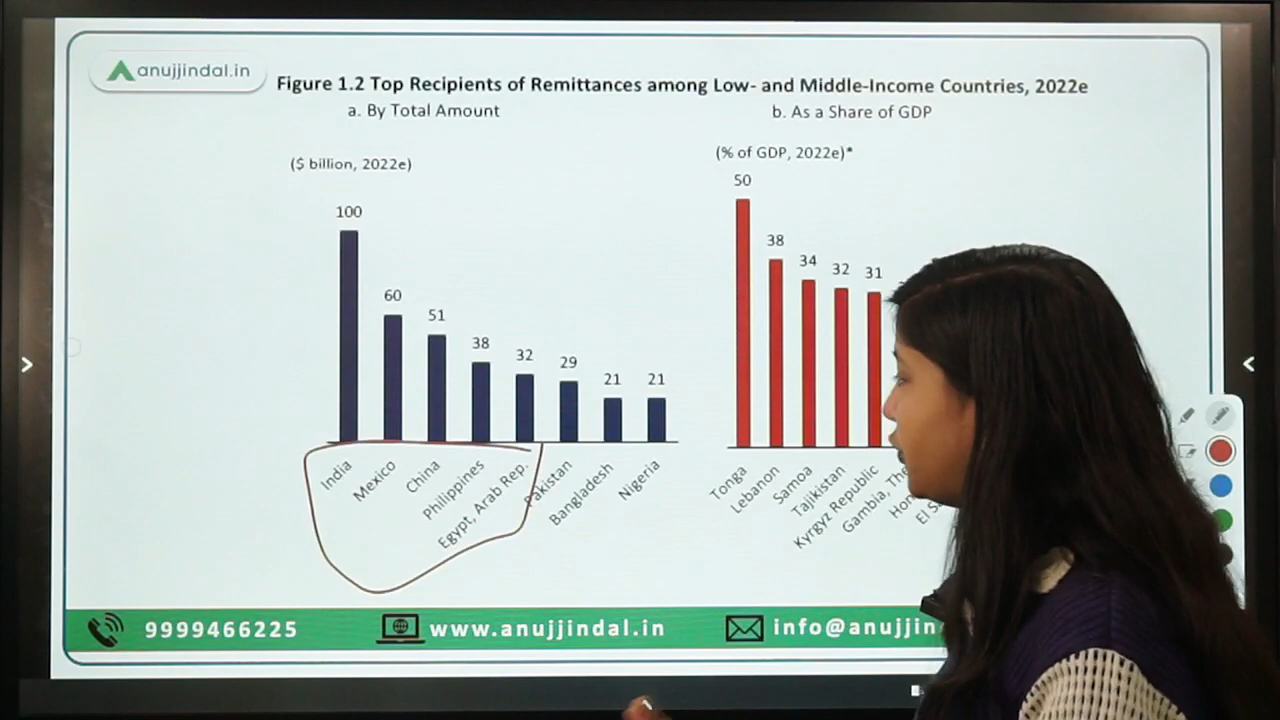 anujjindal.in
Figure 1.2 Top Recipients of Remittances among Low- and Middle-Income Countries, 2022e
a. By Total Amount
b. As a Share of GDP
($ billion, 2022e)
100
60
51
38
32
29
21
21
India
Mexico
China
Philippines
Egypt, Arab Rep.
Pakistan
Bangladesh
Nigeria
(% of GDP, 2022e)*
50
38
34
32
31
Tonga
Lebanon
Samoa
Tajikistan
Kyrgyz Republic
Gambia, The
9999466225
www.anujjindal.in